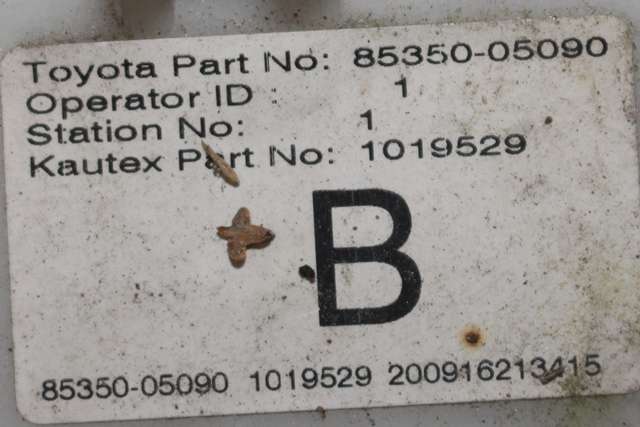 Toyota Part No: 85350-05090
Operator ID : 1
Station No: 1
Kautex Part No: 1019529
B
85350-05090 1019529 200916213415